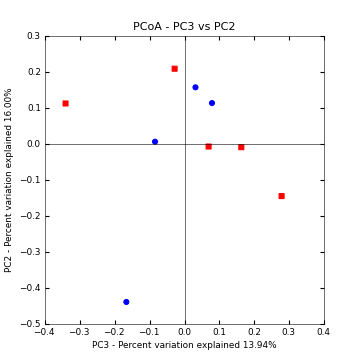 PCoA - PC3 vs PC2
0.3
0.2
0.1
0.0
−0.1
−0.2
−0.3
−0.4
−0.5
PC2 - Percent variation explained 16.00%
−0.4 −0.3 −0.2 −0.1 0.0 0.1 0.2 0.3 0.4
PC3 - Percent variation explained 13.94%